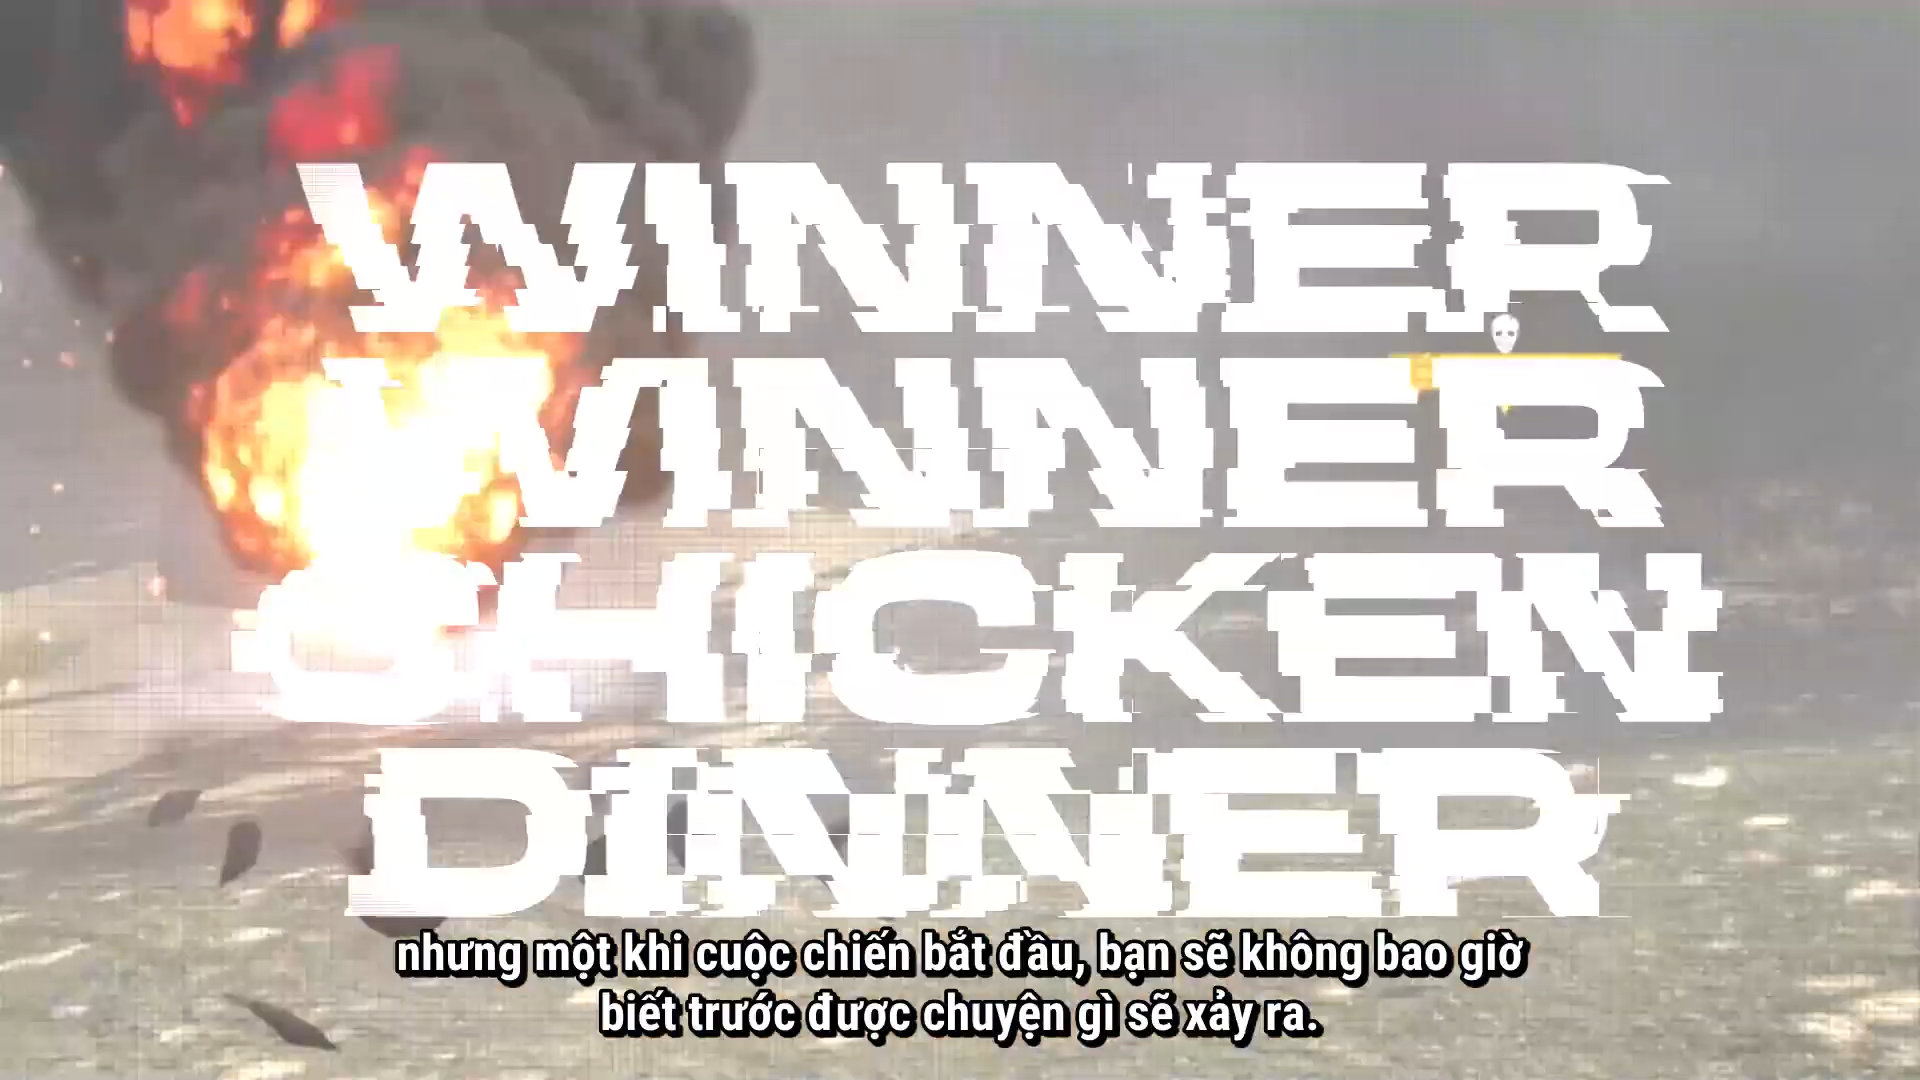 WINNER
WINNER
CHICKEN
DINNER
nhưng một khi cuộc chiến bắt đầu, bạn sẽ không bao giờ
biết trước được chuyện gì sẽ xảy ra.